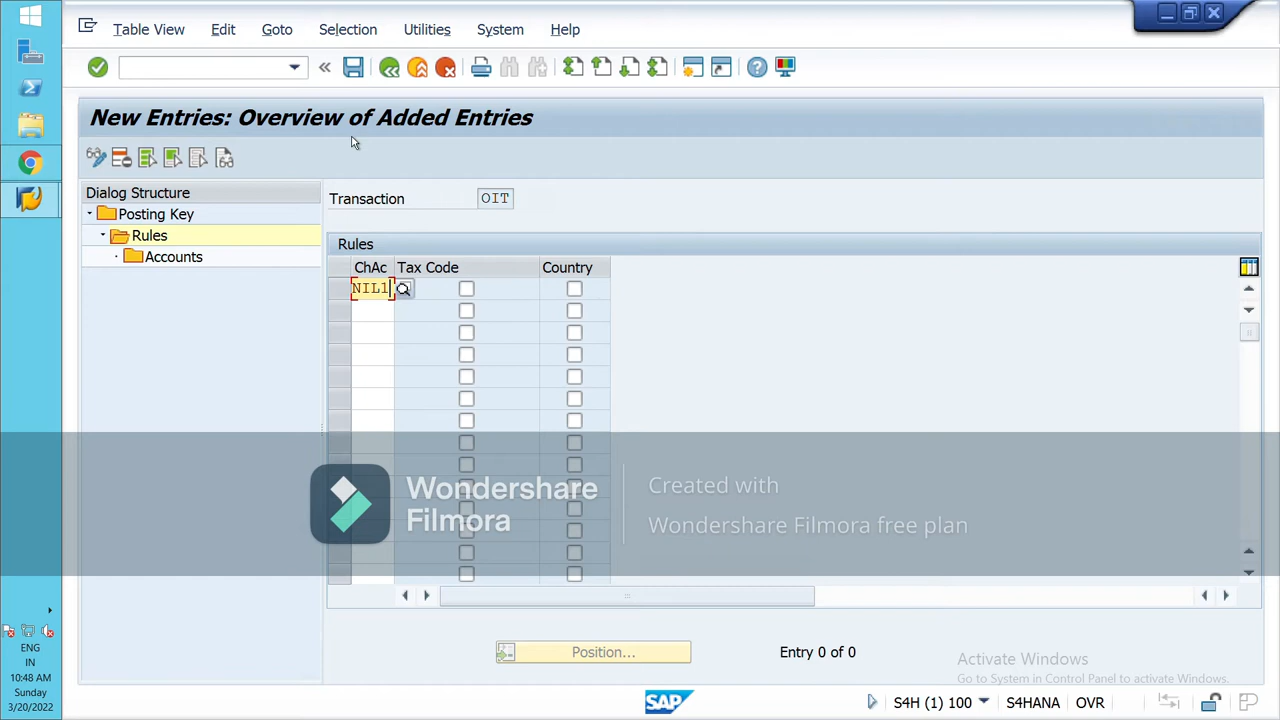 Table View Edit Goto Selection Utilities System Help
New Entries: Overview of Added Entries
Dialog Structure
Posting Key
Rules
Accounts
Transaction OIT
Rules
ChAc Tax Code Country
NIL1
Wondershare
Filmora
Created with
Wondershare Filmora free plan
Position...
Entry 0 of 0
Activate Windows
Go to System in Control Panel to activate Windows.
SAP
S4H (1) 100 S4HANA OVR
ENG
IN
10:48 AM
Sunday
3/20/2022